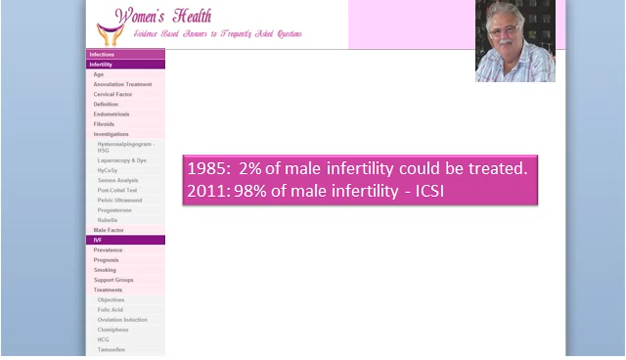 Women's Health
Evidence Based Answers to Frequently Asked Questions
Infections
Infertility
Age
Anovulation Treatment
Cervical Factor
Definition
Endometriosis
Fibroids
Investigations
Hysterosalpingogram -
HSG
Laparoscopy & Dye
HyCoSy
Semen Analysis
Post-Coital Test
Pelvic Ultrasound
Progesterone
Rubella
Male Factor
IVF
Prevalence
Prognosis
Smoking
Support Groups
Treatments
Objections
Folic Acid
Ovulation Induction
Clomiphene
HCG
Tamoxifen
1985: 2% of male infertility could be treated.
2011: 98% of male infertility - ICSI